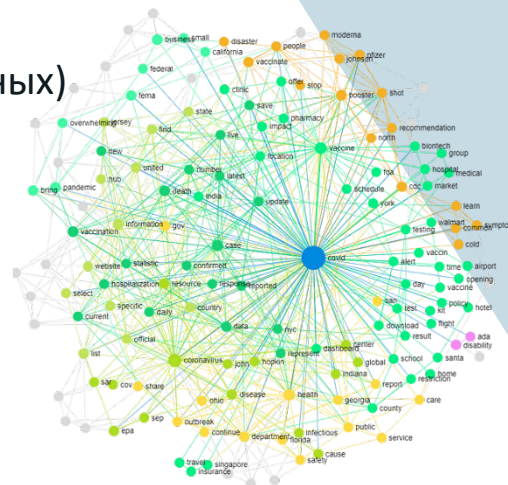 ных)
moderna
business
small
disaster
people
pfizer
california
johnson
vaccinate
federal
clinic
offer
stop
fema
booster
shot
save
state
pharmacy
overwhelming
jersey
find
impact
recommendation
live
north
new
vaccine
biontech
location
group
hub
united
number
latest
fda
hospital
medical
bring
pandemic
death
india
schedule
cdc
market
update
york
learn
information
gov
vaccination
testing
walmart
common
symptom
case
cold
website
statistic
confirmed
covid
alert
vaccin
time
airport
hospitalization
resource
response
reported
day
vaccine
opening
select
specific
country
san
policy
hotel
current
daily
test
kit
data
nyc
download
flight
official
result
ada
disability
list
represent
dashboard
center
coronavirus
john
hopkin
global
school
santa
indiana
home
restriction
sar
cov
share
report
disease
health
ohio
georgia
care
county
sep
outbreak
public
epa
continue
department
florida
infectious
service
cause
travel
singapore
safety
insurance